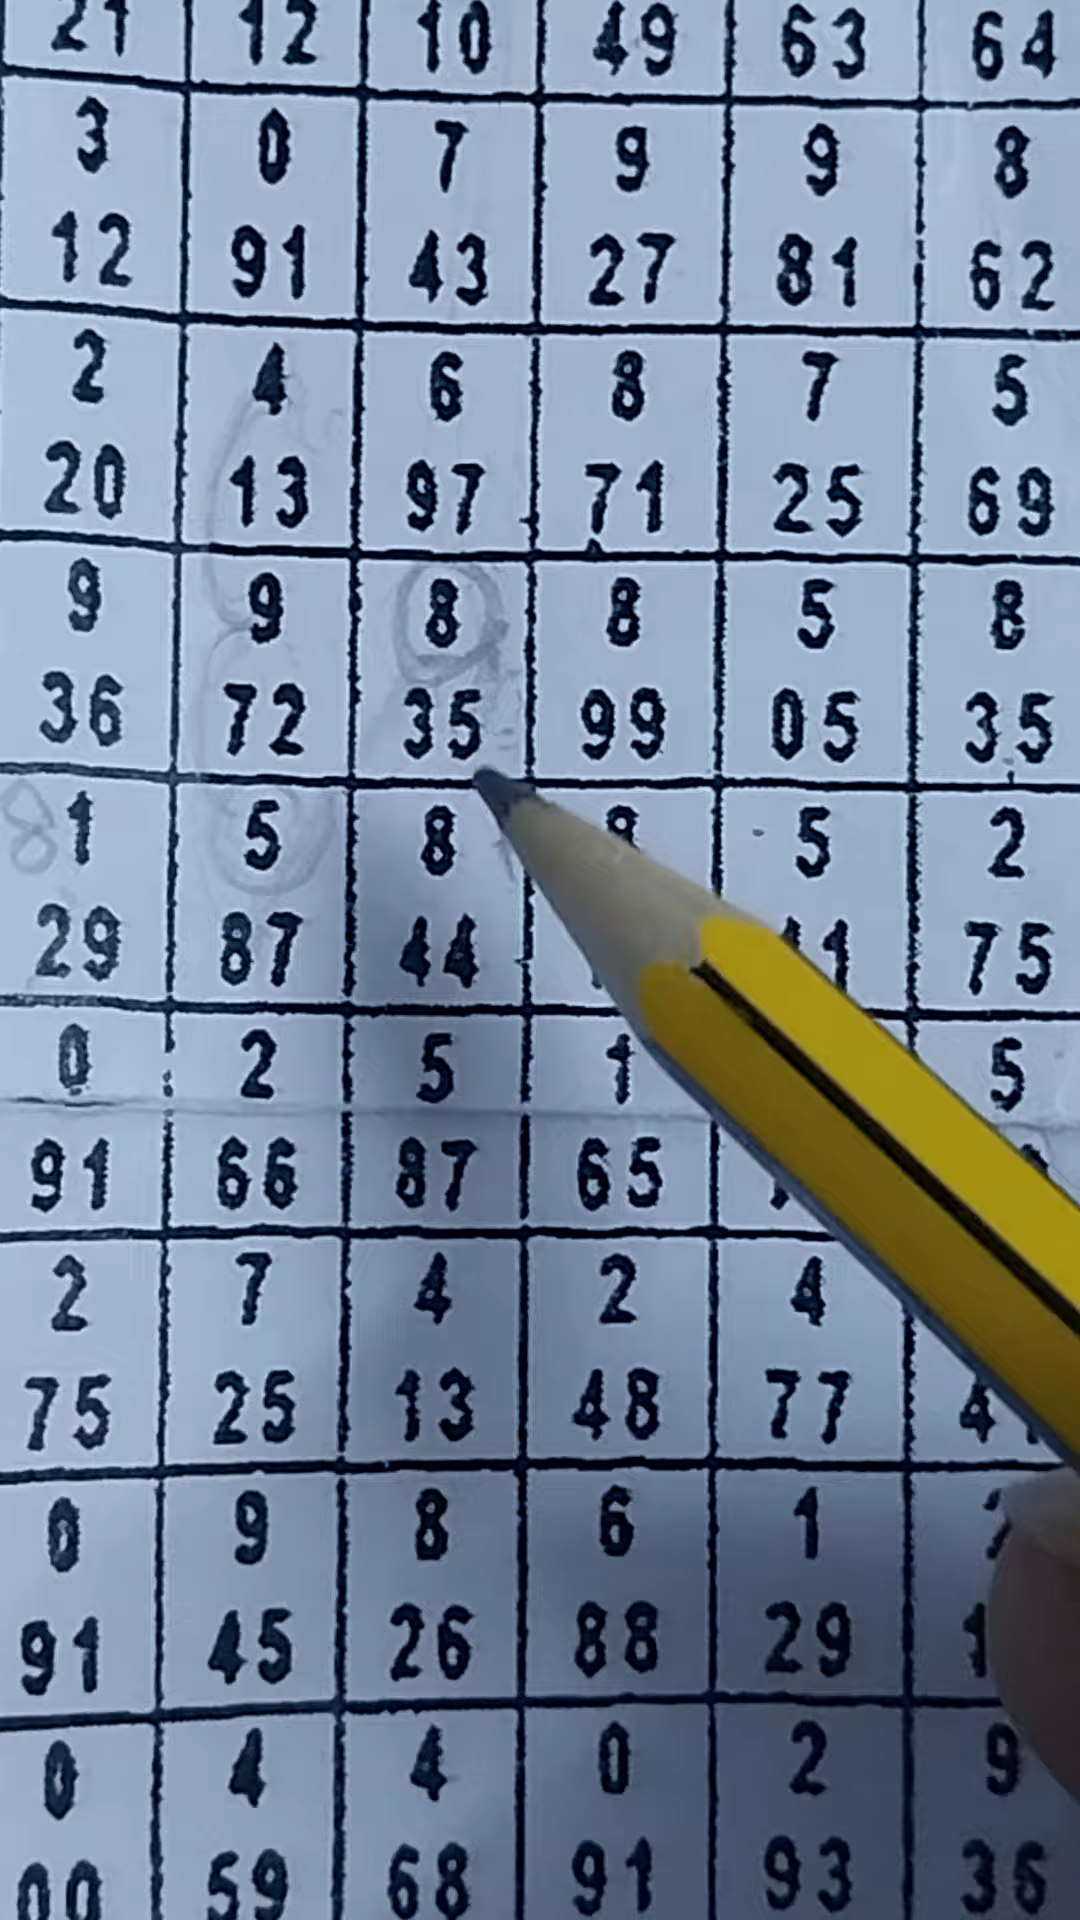 21 12 10 49 63 64
3 0 7 9 9 8
12 91 43 27 81 62
2 4 6 8 7 5
20 13 97 71 25 69
9 9 8 8 5 8
36 72 35 99 05 35
8 1 5 8 8 5 2
29 87 44 75
0 2 5 1 5
91 66 87 65
2 7 4 2 4
75 25 13 48 77
0 9 8 6 1
91 45 26 88 29
0 4 4 0 2 9
00 59 68 91 93 36